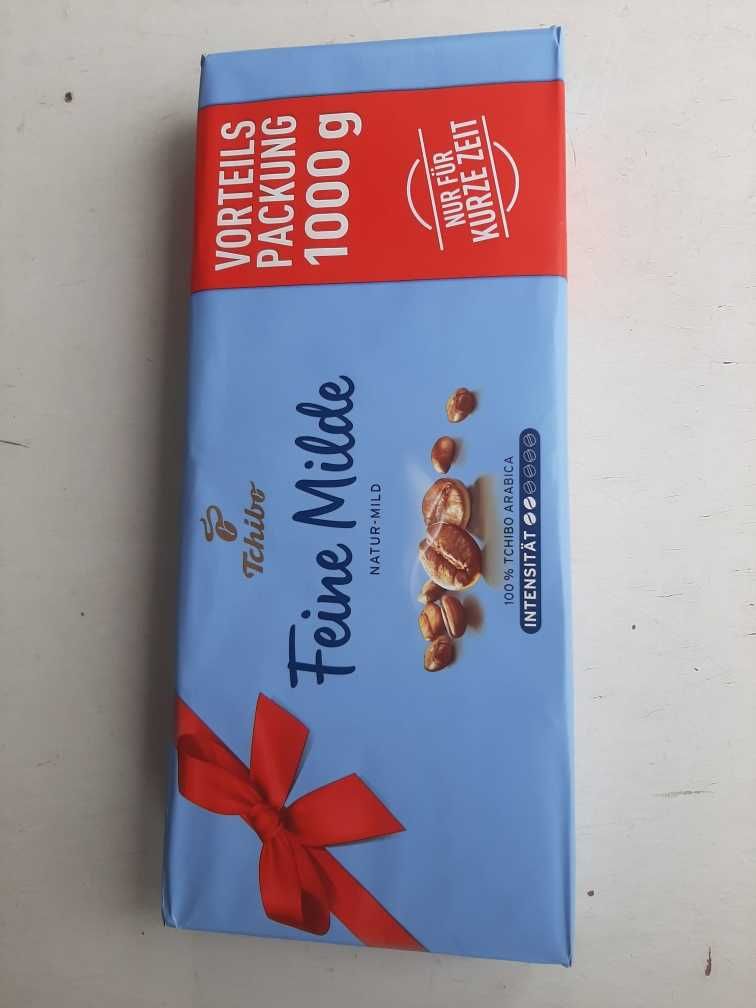 VORTEILS
PACKUNG
1000 g
NUR FÜR
KURZE ZEIT
Tchibo
Feine Milde
NATUR-MILD
100 % TCHIBO ARABICA
INTENSITÄT